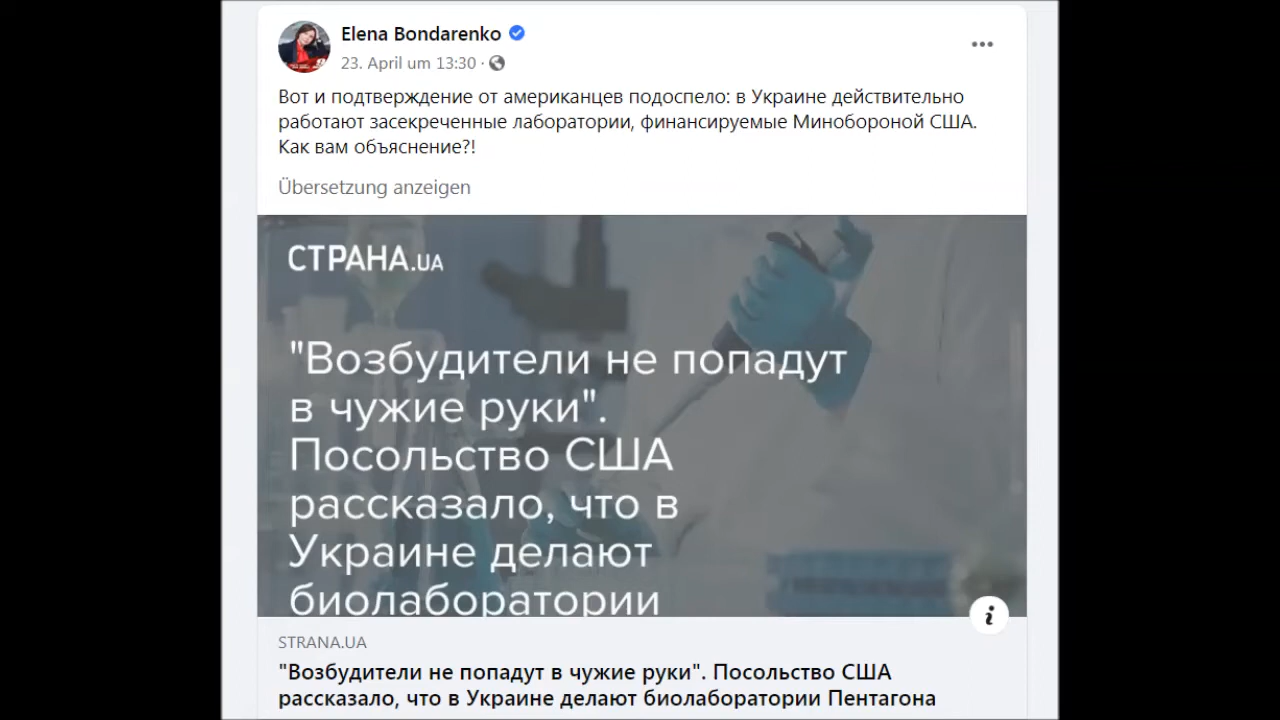 Elena Bondarenko
23. April um 13:30 ·
Вот и подтверждение от американцев подоспело: в Украине действительно
работают засекреченные лаборатории, финансируемые Минобороной США.
Как вам объяснение?!
Übersetzung anzeigen
СТРАНА.UA
"Возбудители не попадут
в чужие руки".
Посольство США
рассказало, что в
Украине делают
биолаборатории
STRANA.UA
"Возбудители не попадут в чужие руки". Посольство США
рассказало, что в Украине делают биолаборатории Пентагона